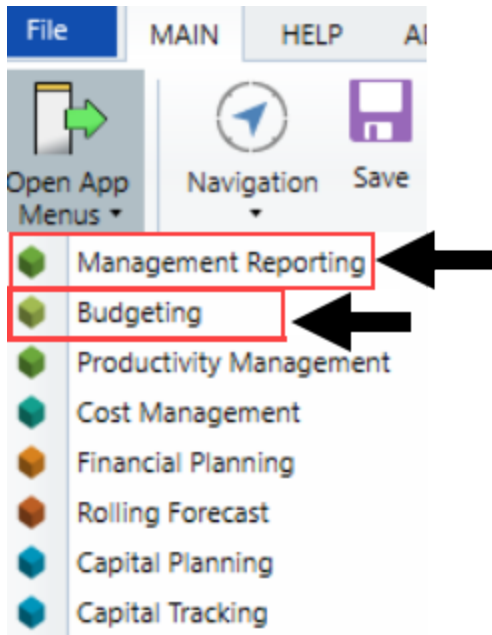 File MAIN HELP
Open App Menus Navigation Save
Management Reporting
Budgeting
Productivity Management
Cost Management
Financial Planning
Rolling Forecast
Capital Planning
Capital Tracking